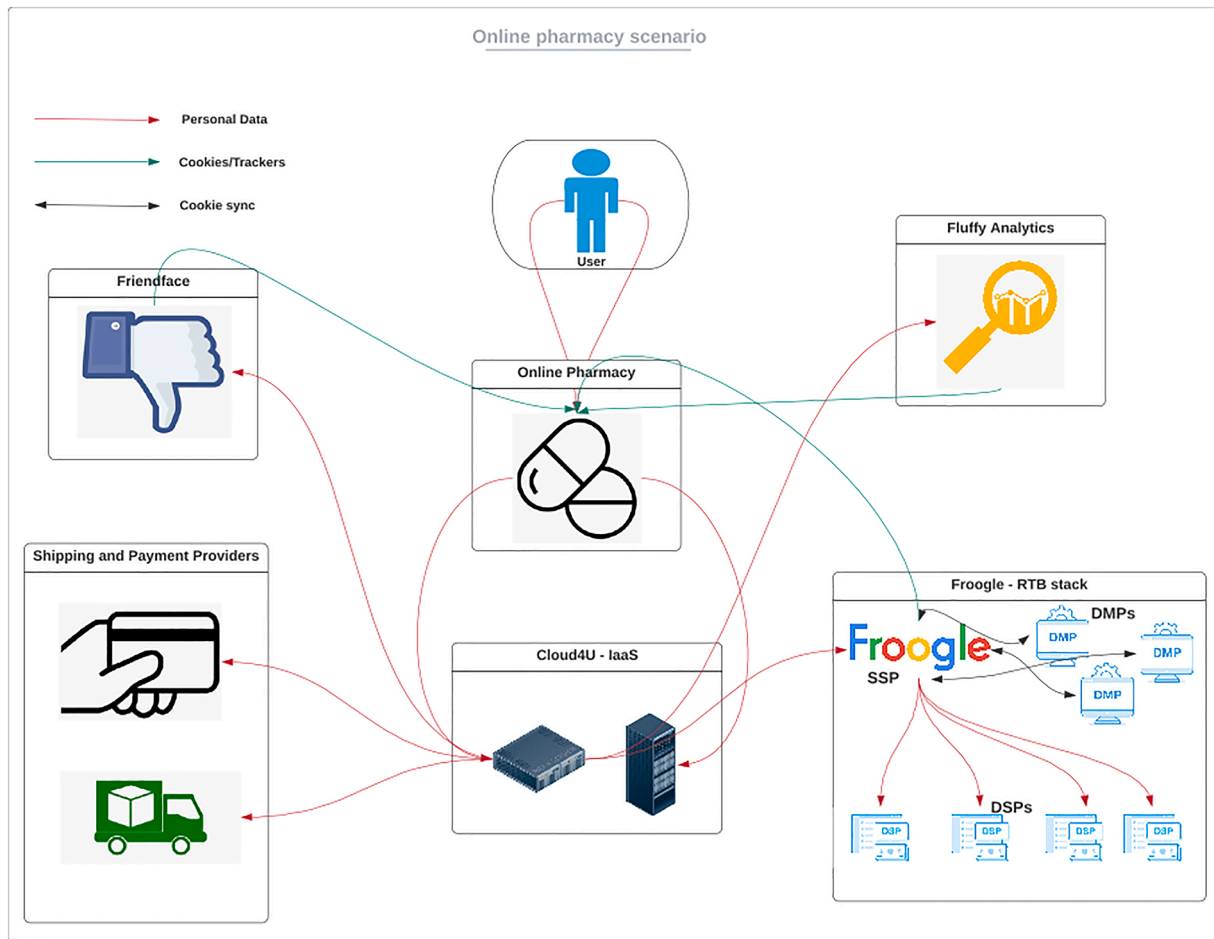 Online pharmacy scenario
Personal Data
Cookies/Trackers
Cookie sync
User
Fluffy Analytics
Friendface
Online Pharmacy
Shipping and Payment Providers
Froogle - RTB stack
DMPs
DMP
DMP
Froogle
SSP
DMP
Cloud4U - IaaS
DSPs
DSP
DSP
DSP
DSP